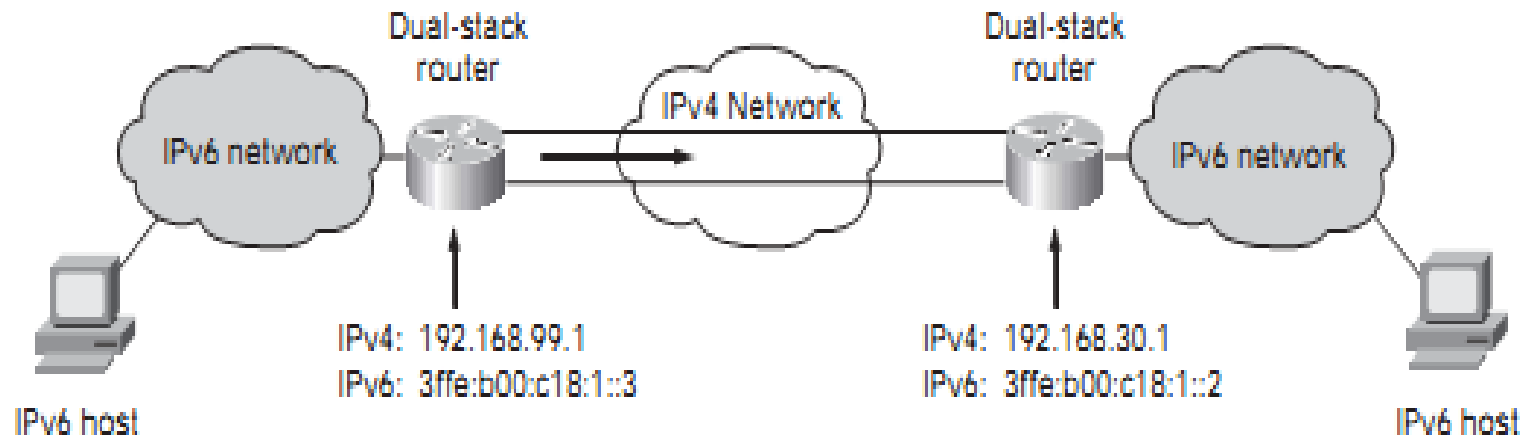 Dual-stack
router
Dual-stack
router
IPv4 Network
IPv6 network
IPv6 network
IPv4: 192.168.99.1
IPv6: 3ffe:b00:c18:1::3
IPv4: 192.168.30.1
IPv6: 3ffe:b00:c18:1::2
IPv6 host
IPv6 host